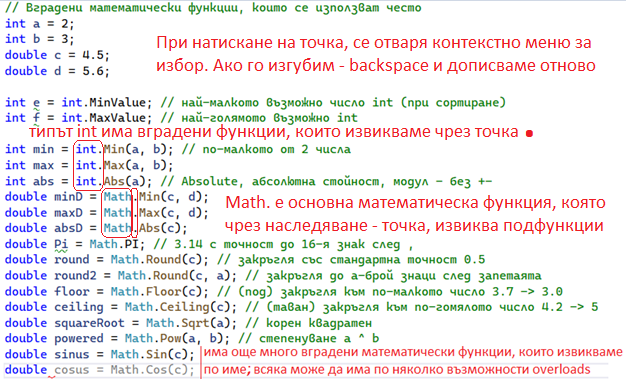 // Вградени математически функции, които се използват често
int a = 2;
int b = 3;
double c = 4.5;
double d = 5.6;
При натискане на точка, се отваря контекстно меню за
избор. Ако го изгубим - backspace и дописваме отново
int e = int.MinValue; // най-малкото възможно число int (при сортиране)
int f = int.MaxValue; // най-голямото възможно int
типът int има вградени функции, които извикваме чрез точка •
int min = int.Min(a, b); // по-малкото от 2 числа
int max = int.Max(a, b);
int abs = int.Abs(a); // Absolute, абсолютна стойност, модул - без +-
double minD = Math.Min(c, d);
double maxD = Math.Max(c, d);
double absD = Math.Abs(c);
Math. е основна математическа функция, която
чрез наследяване - точка, извиква подфункции
double Pi = Math.PI; // 3.14 с точност до 16-я знак след ,
double round = Math.Round(c); // закръгля със стандартна точност 0.5
double round2 = Math.Round(c, a); // закръгля до а-брой знаци след запетаята
double floor = Math.Floor(c); // (под) закръгля към по-малкото число 3.7 -> 3.0
double ceiling = Math.Ceiling(c); // (таван) закръгля към по-гомялото число 4.2 -> 5
double squareRoot = Math.Sqrt(a); // корен квадратен
double powered = Math.Pow(a, b); // степенуване a ^ b
double sinus = Math.Sin(c);
double cosus = Math.Cos(c);
има още много вградени математически функции, които извикваме
по име; всяка може да има по няколко възможности overloads